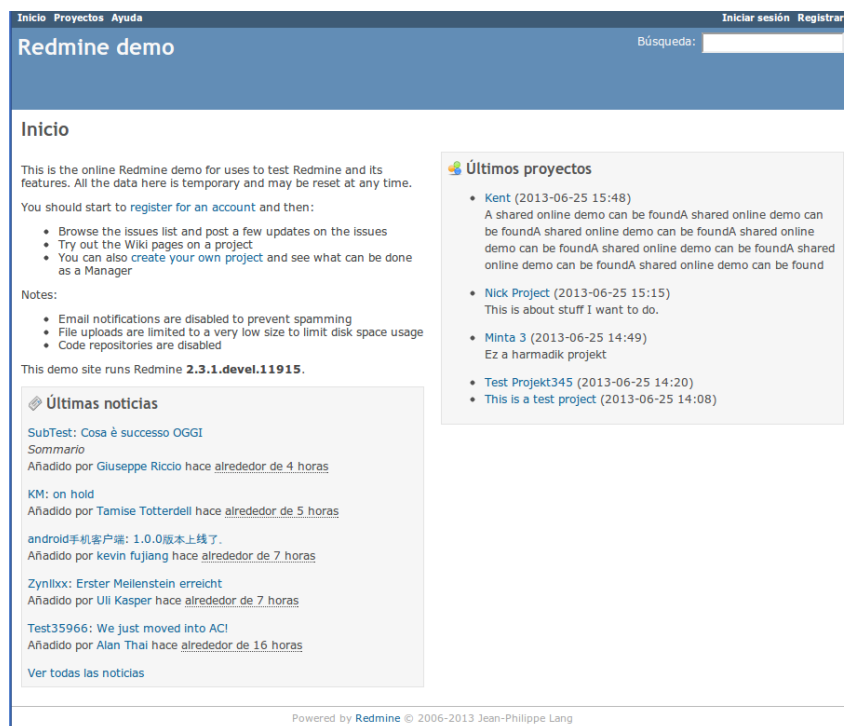 Inicio Proyectos Ayuda
Iniciar sesión Registrar
Redmine demo
Búsqueda:
Inicio
This is the online Redmine demo for uses to test Redmine and its
features. All the data here is temporary and may be reset at any time.
You should start to register for an account and then:
Browse the issues list and post a few updates on the issues
Try out the Wiki pages on a project
You can also create your own project and see what can be done
as a Manager
Notes:
Email notifications are disabled to prevent spamming
File uploads are limited to a very low size to limit disk space usage
Code repositories are disabled
This demo site runs Redmine 2.3.1.devel.11915.
Últimas noticias
SubTest: Cosa è successo OGGI
Sommario
Añadido por Giuseppe Riccio hace alrededor de 4 horas
KM: on hold
Añadido por Tamise Totterdell hace alrededor de 5 horas
android手机客户端: 1.0.0版本上线了.
Añadido por kevin fujiang hace alrededor de 7 horas
Zynllxx: Erster Meilenstein erreicht
Añadido por Uli Kasper hace alrededor de 7 horas
Test35966: We just moved into AC!
Añadido por Alan Thai hace alrededor de 16 horas
Ver todas las noticias
Últimos proyectos
Kent (2013-06-25 15:48)
A shared online demo can be foundA shared online demo can
be foundA shared online demo can be foundA shared online
demo can be foundA shared online demo can be foundA shared
online demo can be foundA shared online demo can be found
Nick Project (2013-06-25 15:15)
This is about stuff I want to do.
Minta 3 (2013-06-25 14:49)
Ez a harmadik projekt
Test Projekt345 (2013-06-25 14:20)
This is a test project (2013-06-25 14:08)
Powered by Redmine © 2006-2013 Jean-Philippe Lang